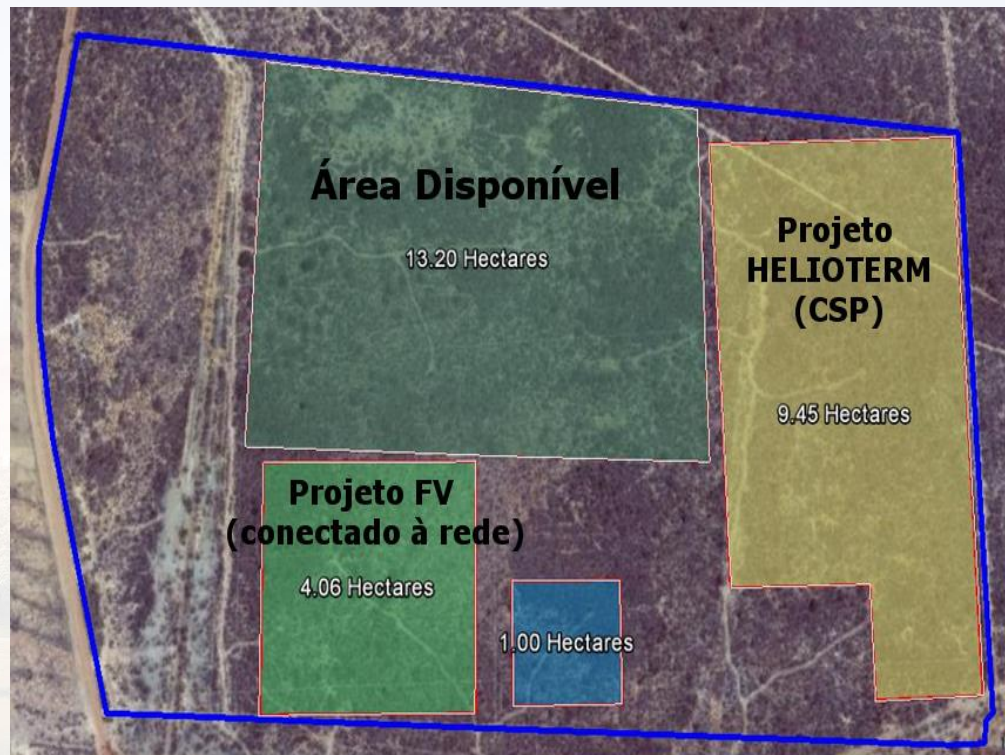 Área Disponível
13.20 Hectares
Projeto
HELIOTERM
(CSP)
9.45 Hectares
Projeto FV
(conectado à rede)
4.06 Hectares
1.00 Hectares